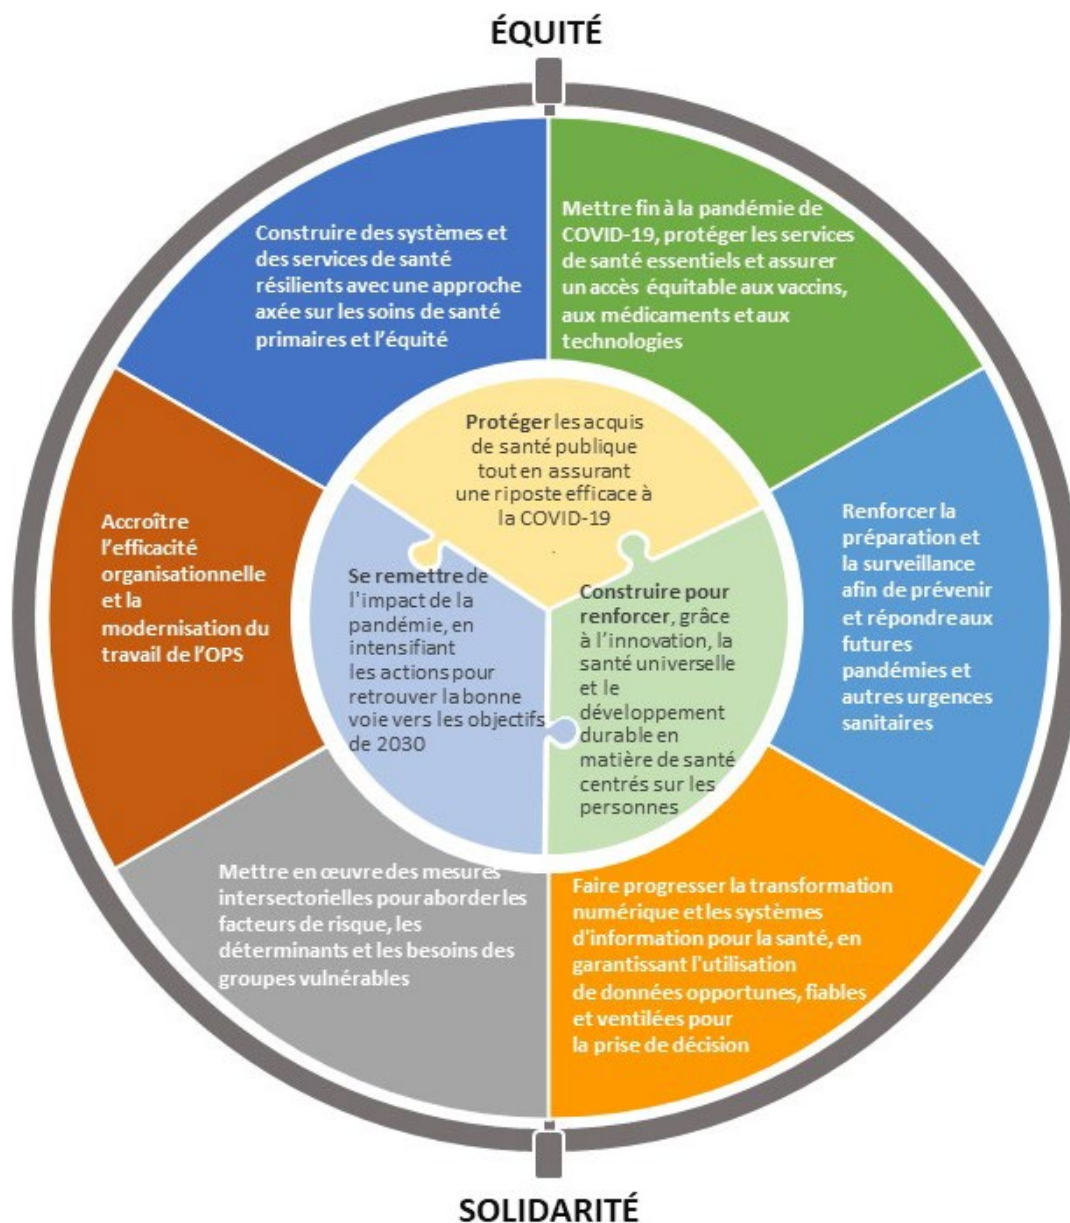 ÉQUITÉ
Construire des systèmes et
des services de santé
résilients avec une approche
axée sur les soins de santé
primaires et l’équité
Mettre fin à la pandémie de
COVID-19, protéger les services
de santé essentiels et assurer
un accès équitable aux vaccins,
aux médicaments et aux
technologies
Renforcer la
préparation et
la surveillance
afin de prévenir
et répondre aux
futures
pandémies et
autres urgences
sanitaires
Faire progresser la transformation
numérique et les systèmes
d'information pour la santé, en
garantissant l'utilisation
de données opportunes, fiables
et ventilées pour
la prise de décision
Mettre en œuvre des mesures
intersectorielles pour aborder les
facteurs de risque, les
déterminants et les besoins des
groupes vulnérables
Accroître
l’efficacité
organisationnelle
et la
modernisation du
travail de l’OPS
Protéger les acquis
de santé publique
tout en assurant
une riposte efficace à
la COVID-19
.
Construire pour
renforcer, grâce
à l’innovation, la
santé universelle
et le
développement
durable en
matière de santé
centrés sur les
personnes
Se remettre de
l'impact de la
pandémie, en
intensifiant
les actions pour
retrouver la bonne
voie vers les objectifs
de 2030
SOLIDARITÉ